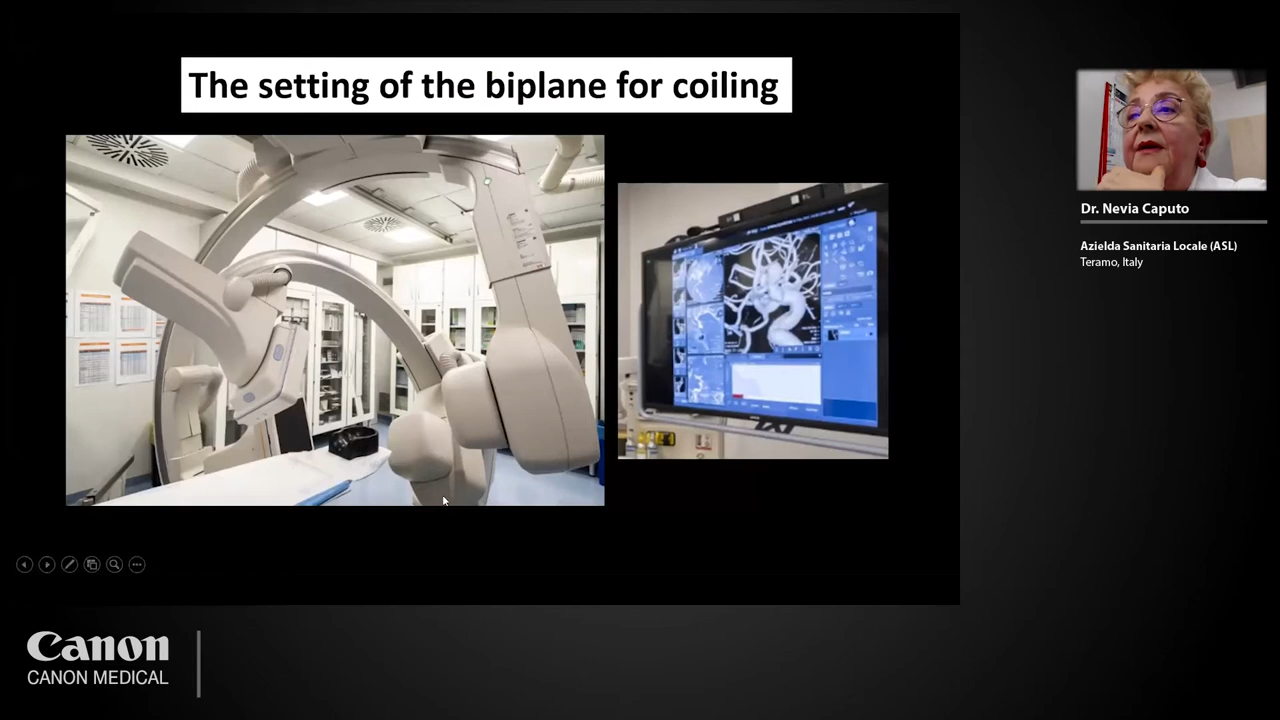 The setting of the biplane for coiling
Dr. Nevia Caputo
Azielda Sanitaria Locale (ASL)
Teramo, Italy
Canon
CANON MEDICAL